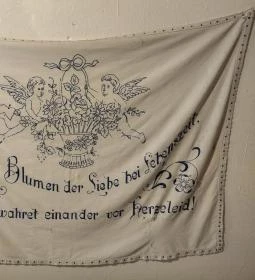 Blumen der Liebe bei Lebenszeit,
wahret einander vor Herzeleid!